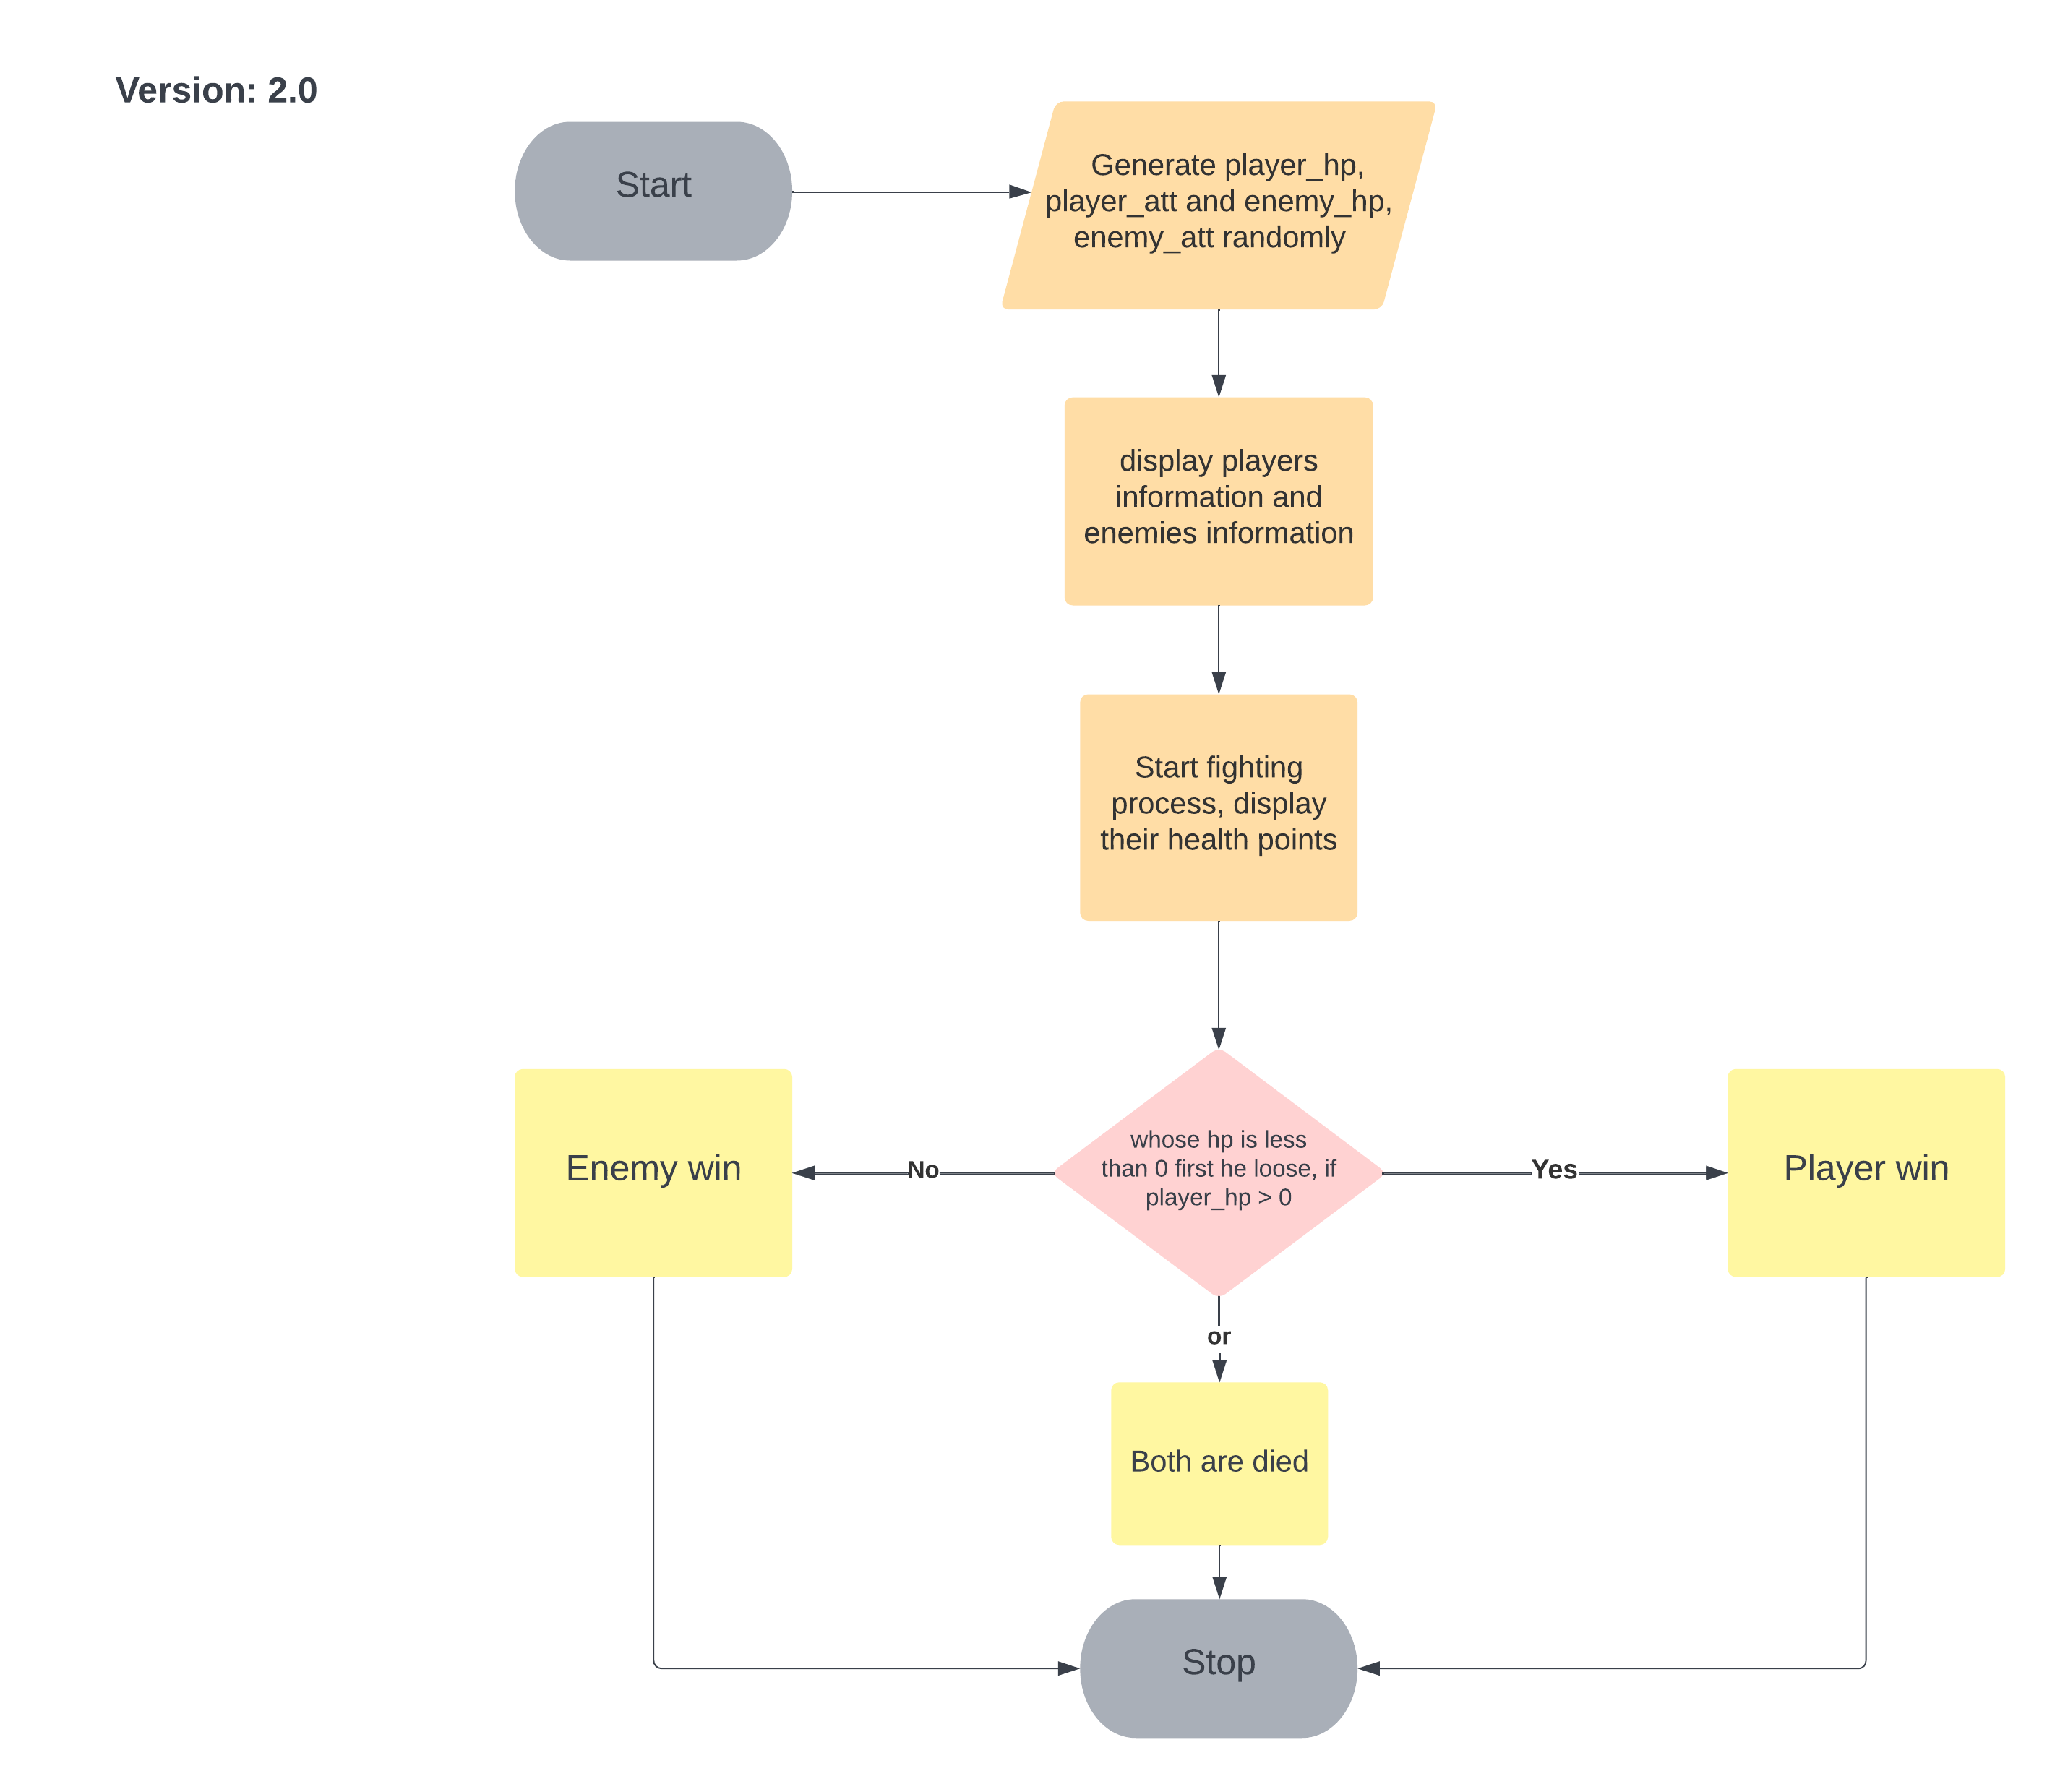 Version: 2.0
Start
Generate player_hp,
player_att and enemy_hp,
enemy_att randomly
display players
information and
enemies information
Start fighting
process, display
their health points
whose hp is less
than 0 first he loose, if
player_hp > 0
No
Yes
Enemy win
Player win
or
Both are died
Stop